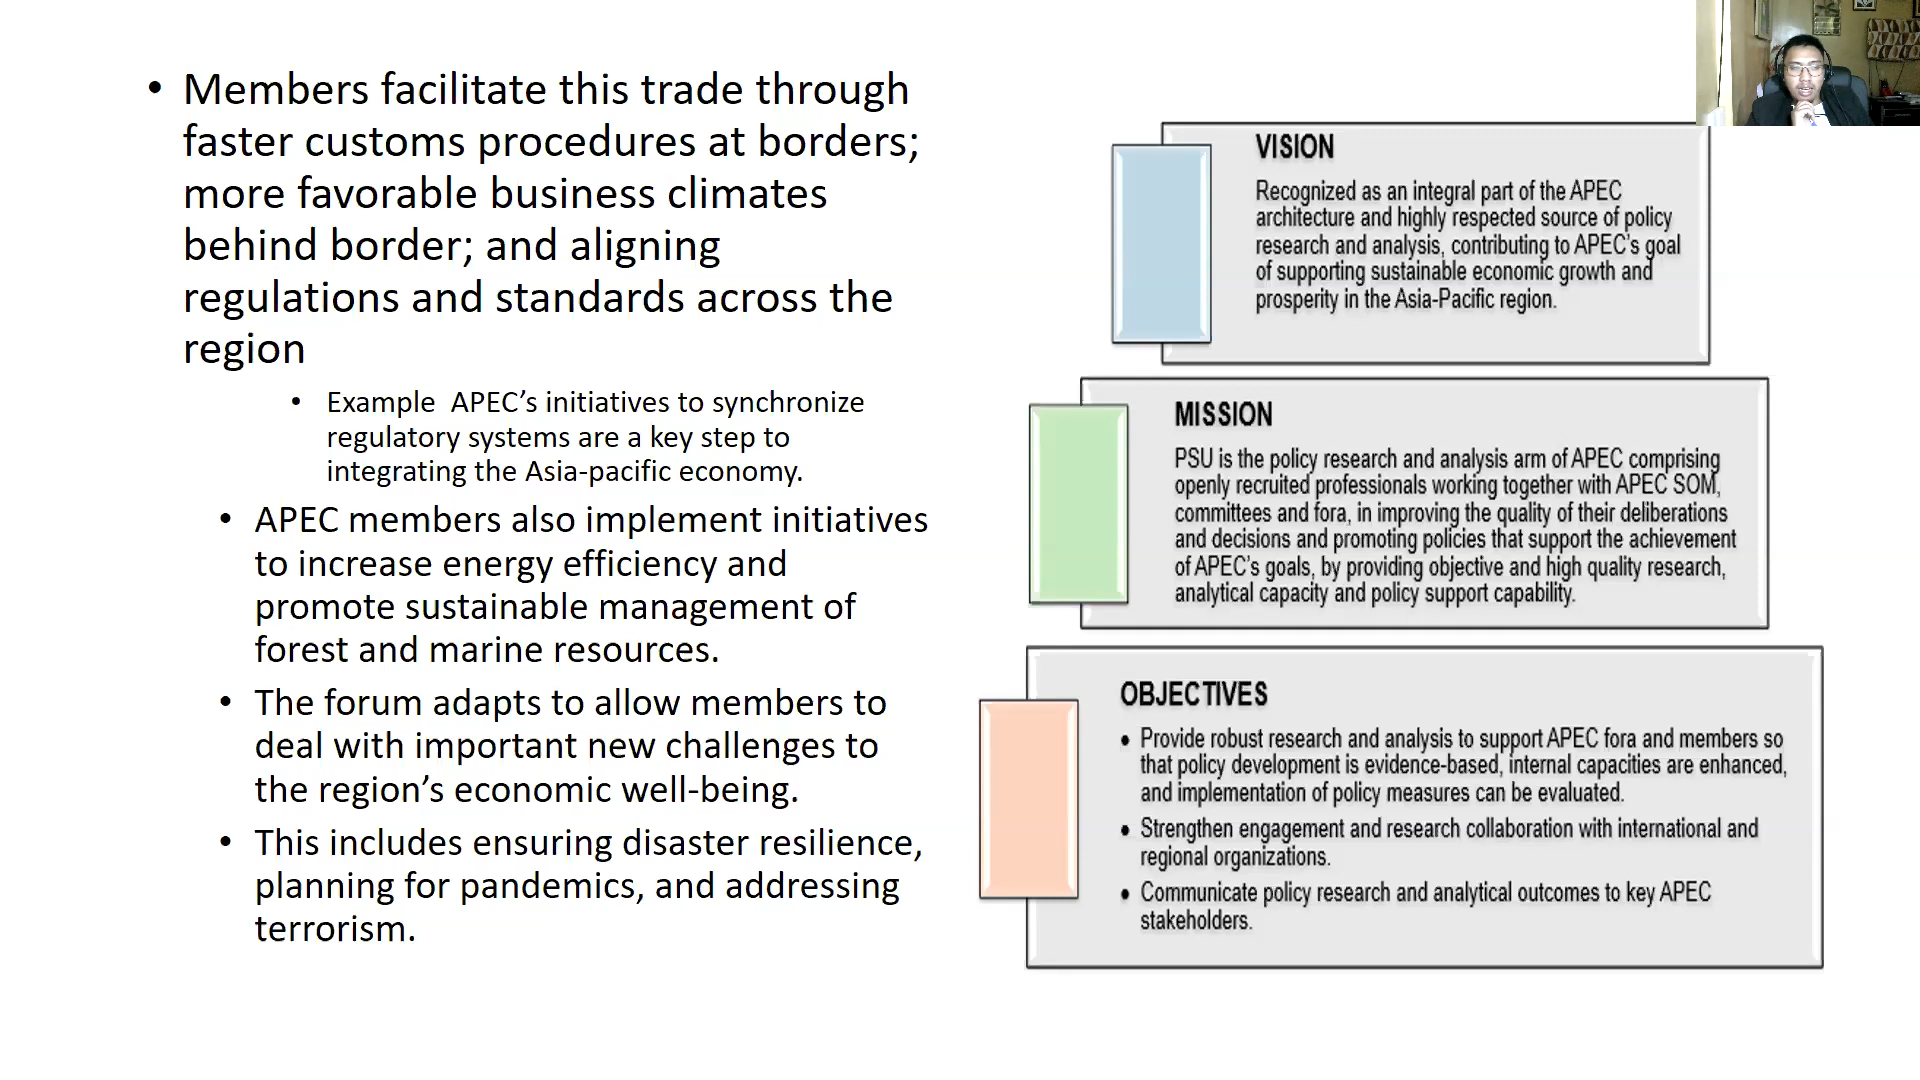 • Members facilitate this trade through
faster customs procedures at borders;
more favorable business climates
behind border; and aligning
regulations and standards across the
region
• Example  APEC’s initiatives to synchronize
regulatory systems are a key step to
integrating the Asia-pacific economy.
• APEC members also implement initiatives
to increase energy efficiency and
promote sustainable management of
forest and marine resources.
• The forum adapts to allow members to
deal with important new challenges to
the region’s economic well-being.
• This includes ensuring disaster resilience,
planning for pandemics, and addressing
terrorism.
VISION
Recognized as an integral part of the APEC
architecture and highly respected source of policy
research and analysis, contributing to APEC’s goal
of supporting sustainable economic growth and
prosperity in the Asia-Pacific region.
MISSION
PSU is the policy research and analysis arm of APEC comprising
openly recruited professionals working together with APEC SOM,
committees and fora, in improving the quality of their deliberations
and decisions and promoting policies that support the achievement
of APEC’s goals, by providing objective and high quality research,
analytical capacity and policy support capability.
OBJECTIVES
• Provide robust research and analysis to support APEC fora and members so
that policy development is evidence-based, internal capacities are enhanced,
and implementation of policy measures can be evaluated.
• Strengthen engagement and research collaboration with international and
regional organizations.
• Communicate policy research and analytical outcomes to key APEC
stakeholders.